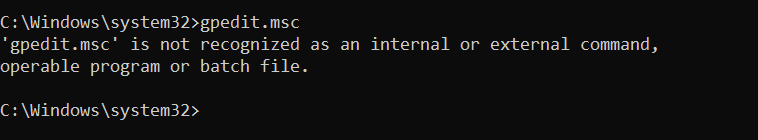 C:\Windows\system32>gpedit.msc
'gpedit.msc' is not recognized as an internal or external command,
operable program or batch file.
C:\Windows\system32>